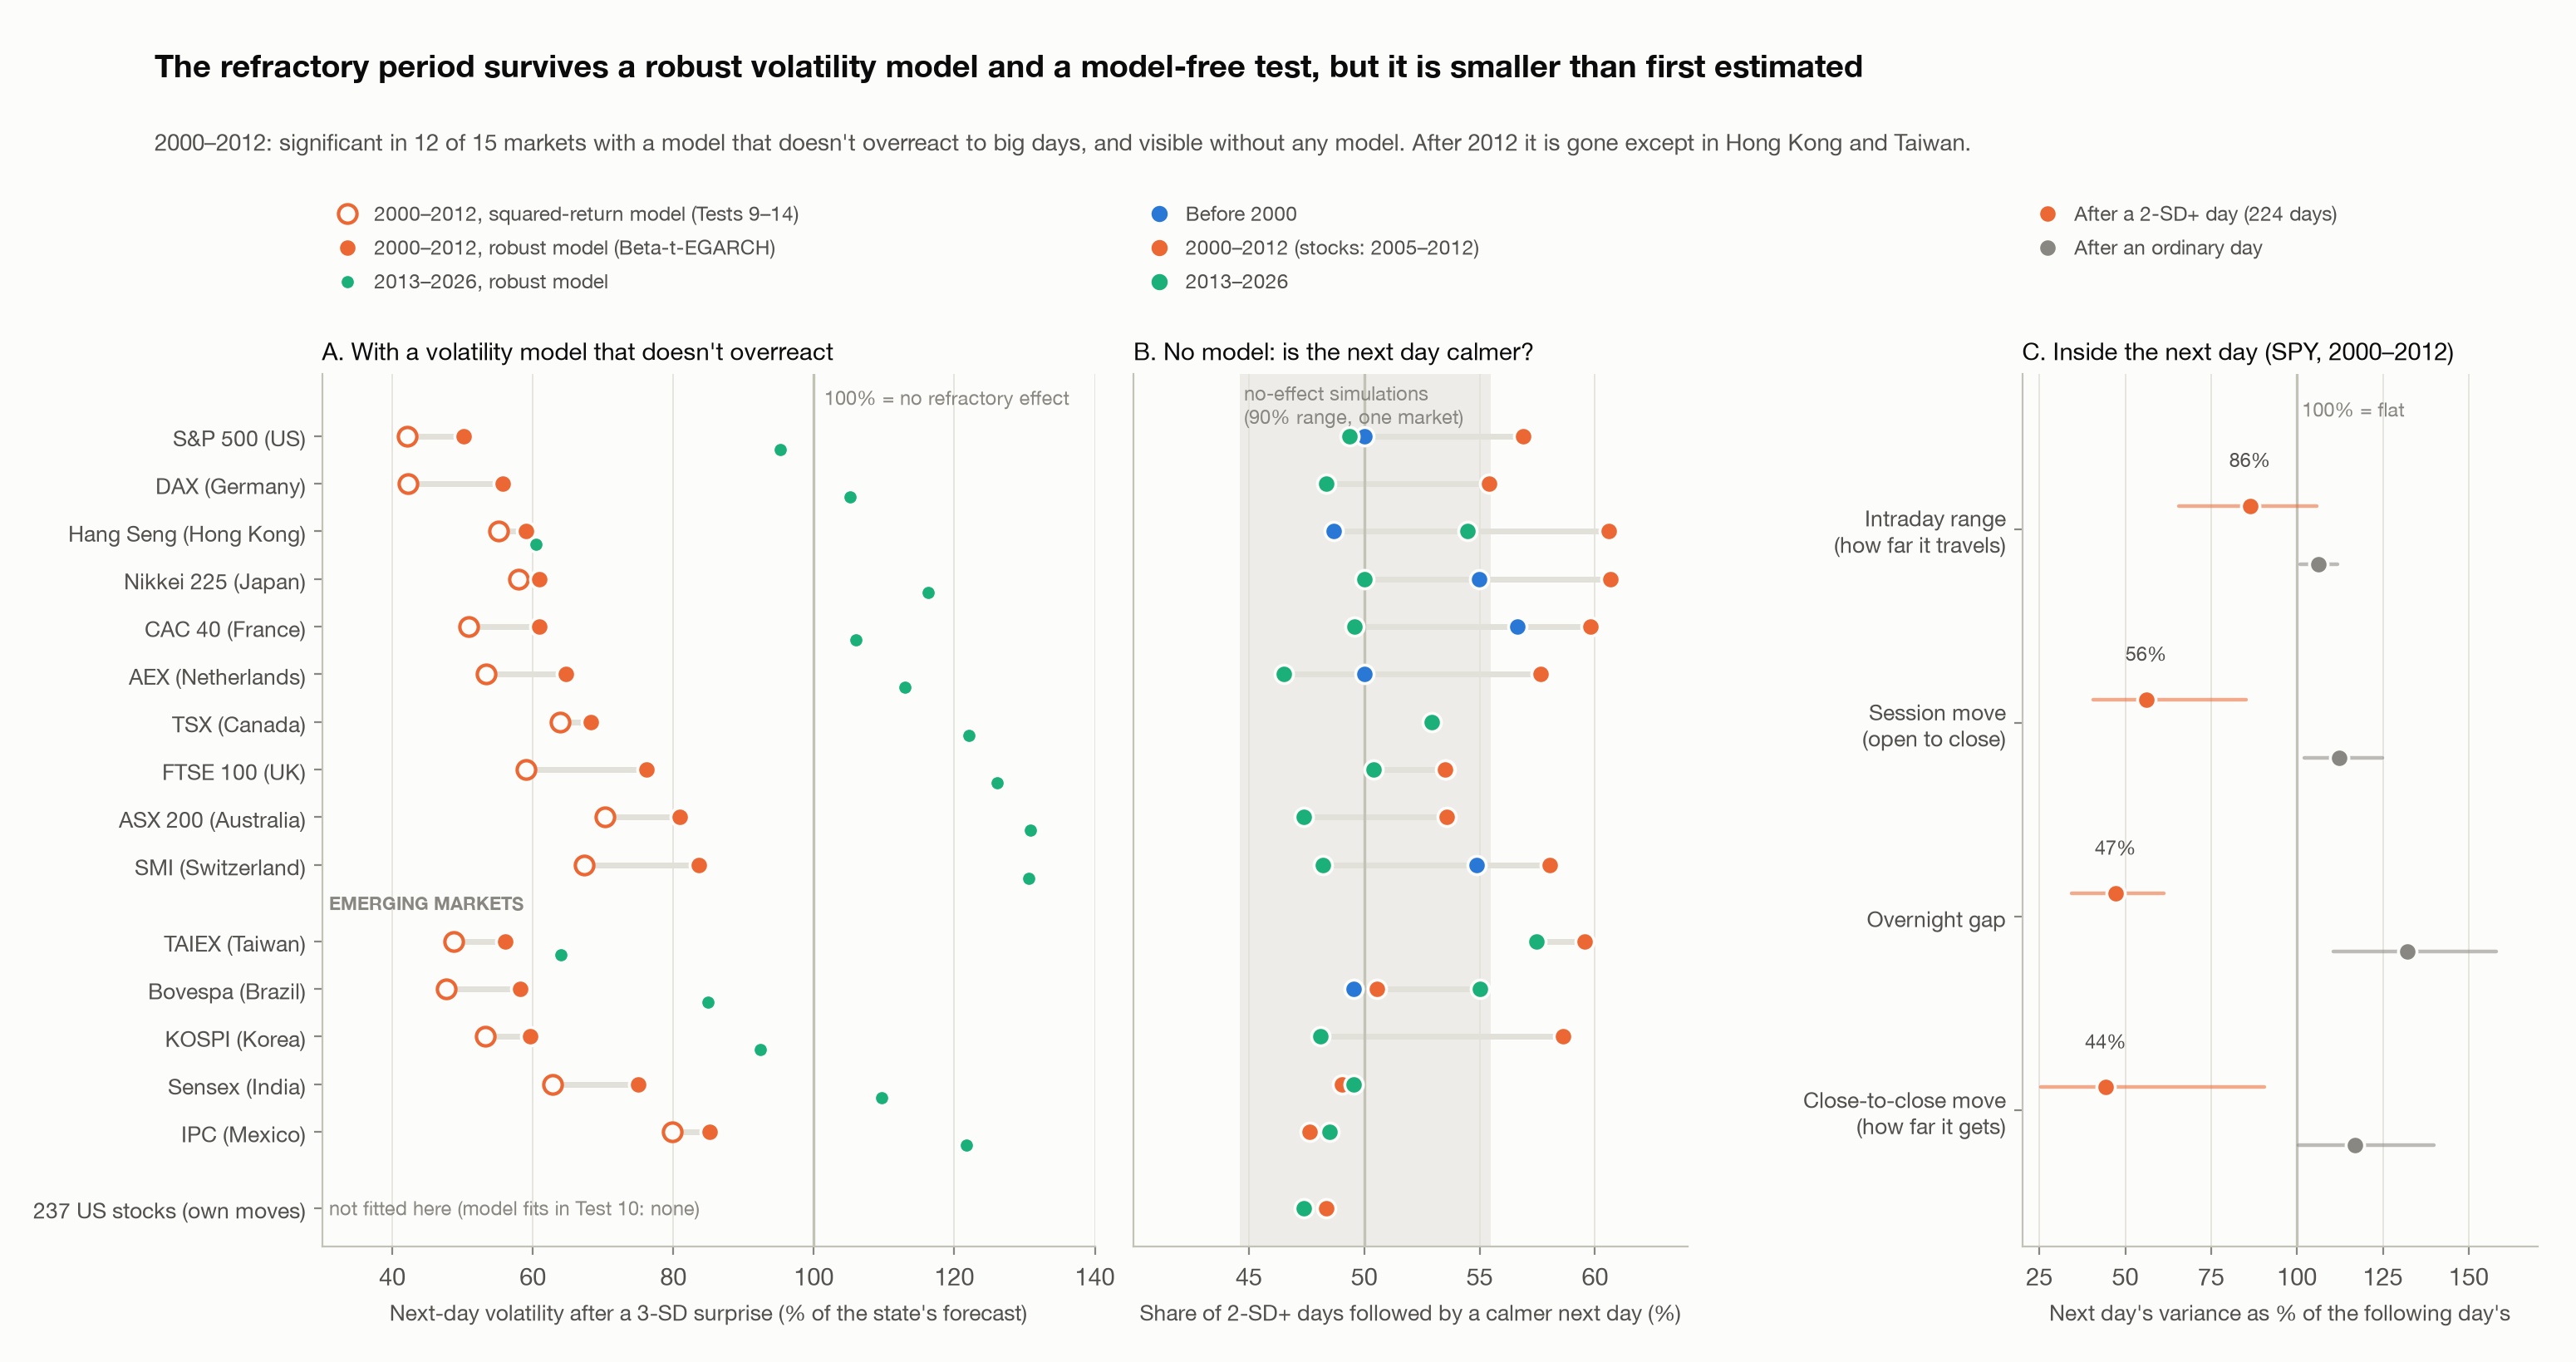 The refractory period survives a robust volatility model and a model-free test, but it is smaller than first estimated
2000–2012: significant in 12 of 15 markets with a model that doesn't overreact to big days, and visible without any model. After 2012 it is gone except in Hong Kong and Taiwan.
2000–2012, squared-return model (Tests 9–14)
2000–2012, robust model (Beta-t-EGARCH)
2013–2026, robust model
Before 2000
2000–2012 (stocks: 2005–2012)
2013–2026
After a 2-SD+ day (224 days)
After an ordinary day
A. With a volatility model that doesn't overreact
100% = no refractory effect
S&P 500 (US)
DAX (Germany)
Hang Seng (Hong Kong)
Nikkei 225 (Japan)
CAC 40 (France)
AEX (Netherlands)
TSX (Canada)
FTSE 100 (UK)
ASX 200 (Australia)
SMI (Switzerland)
EMERGING MARKETS
TAIEX (Taiwan)
Bovespa (Brazil)
KOSPI (Korea)
Sensex (India)
IPC (Mexico)
237 US stocks (own moves)
not fitted here (model fits in Test 10: none)
40 60 80 100 120 140
Next-day volatility after a 3-SD surprise (% of the state's forecast)
B. No model: is the next day calmer?
no-effect simulations
(90% range, one market)
45 50 55 60
Share of 2-SD+ days followed by a calmer next day (%)
C. Inside the next day (SPY, 2000–2012)
100% = flat
86%
Intraday range
(how far it travels)
56%
Session move
(open to close)
47%
Overnight gap
44%
Close-to-close move
(how far it gets)
25 50 75 100 125 150
Next day's variance as % of the following day's